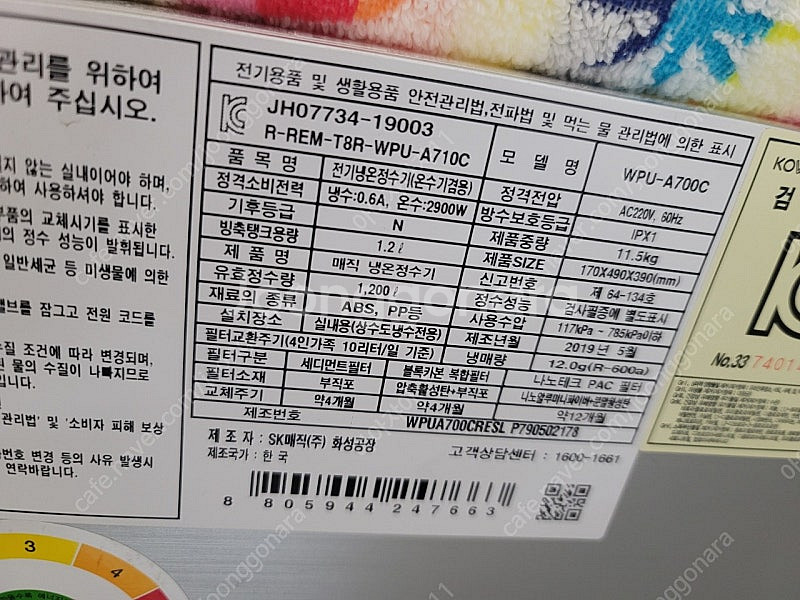 관리를 위하여
하여 주십시오.
지 않는 실내이어야 하며,
하여 사용하셔야 합니다.
부품의 교체시기를 표시한
의 정수 성능이 발휘됩니다.
일반세균 등 미생물에 의한
밸브를 잠그고 전원 코드를
수질 조건에 따라 변경되며,
원 물의 수질이 나빠지므로
관리법' 및 '소비자 피해 보상
번호 변경 등의 사유 발생시
연락바랍니다.
전기용품 및 생활용품 안전관리법,전파법 및 먹는 물 관리법에 의한 표시
JH07734-19003
R-REM-T8R-WPU-A710C
모 델 명 WPU-A700C
품 목 명 전기냉온정수기(온수기겸용) 정격전압 AC220V, 60Hz
정격소비전력 냉수:0.6A, 온수:2900W 방수보호등급 IPX1
기후등급 N 제품중량 11.5kg
빙축탱크용량 1.2ℓ 제품SIZE 170X490X390(mm)
제 품 명 매직 냉온정수기 신고번호 제 64-134호
유효정수량 1,200ℓ 정수성능 검사필증에 별도표시
재료의 종류 ABS, PP등 사용수압 117kPa ~ 785kPa이하
설치장소 실내용(상수도냉수전용) 제조년월 2019년 5월
필터교환주기(4인가족 10리터/일 기준) 냉매량 12.0g(R-600a)
필터구분 세디먼트필터 블록카본 복합필터 나노테크 PAC 필터
필터소재 부직포 압축활성탄+부직포
교체주기 약4개월 약4개월 약12개월
제조번호 WPUA700CRESL P790502178
제 조 자 : SK매직(주) 화성공장
제조국가 : 한 국
고객상담센터 : 1600-1661
8 805944 247663
검
No.33
3
4
cafe.naver.com/joonggonara